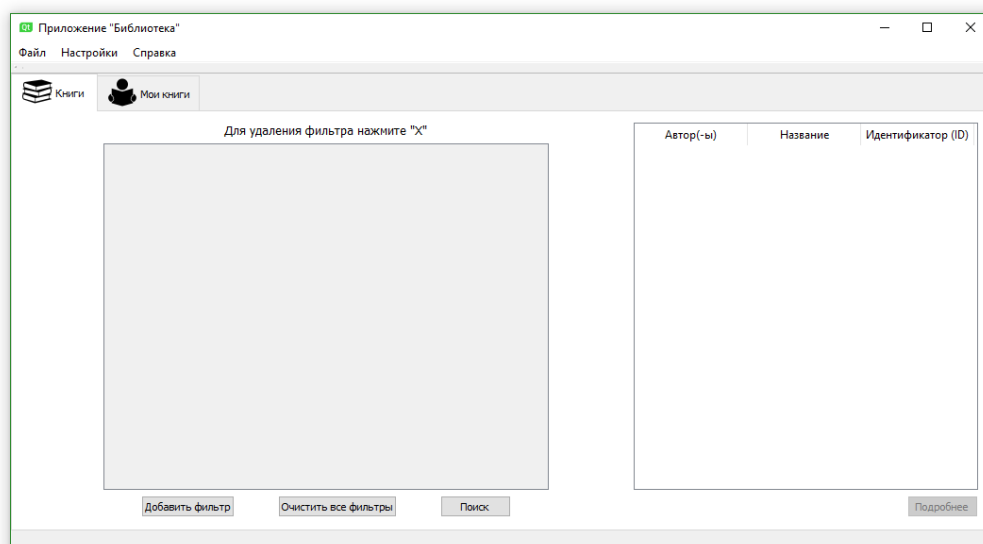 Qt Приложение "Библиотека"
Файл Настройки Справка
Книги Мои книги
Для удаления фильтра нажмите "X"
Автор(-ы) Название Идентификатор (ID)
Добавить фильтр Очистить все фильтры Поиск Подробнее